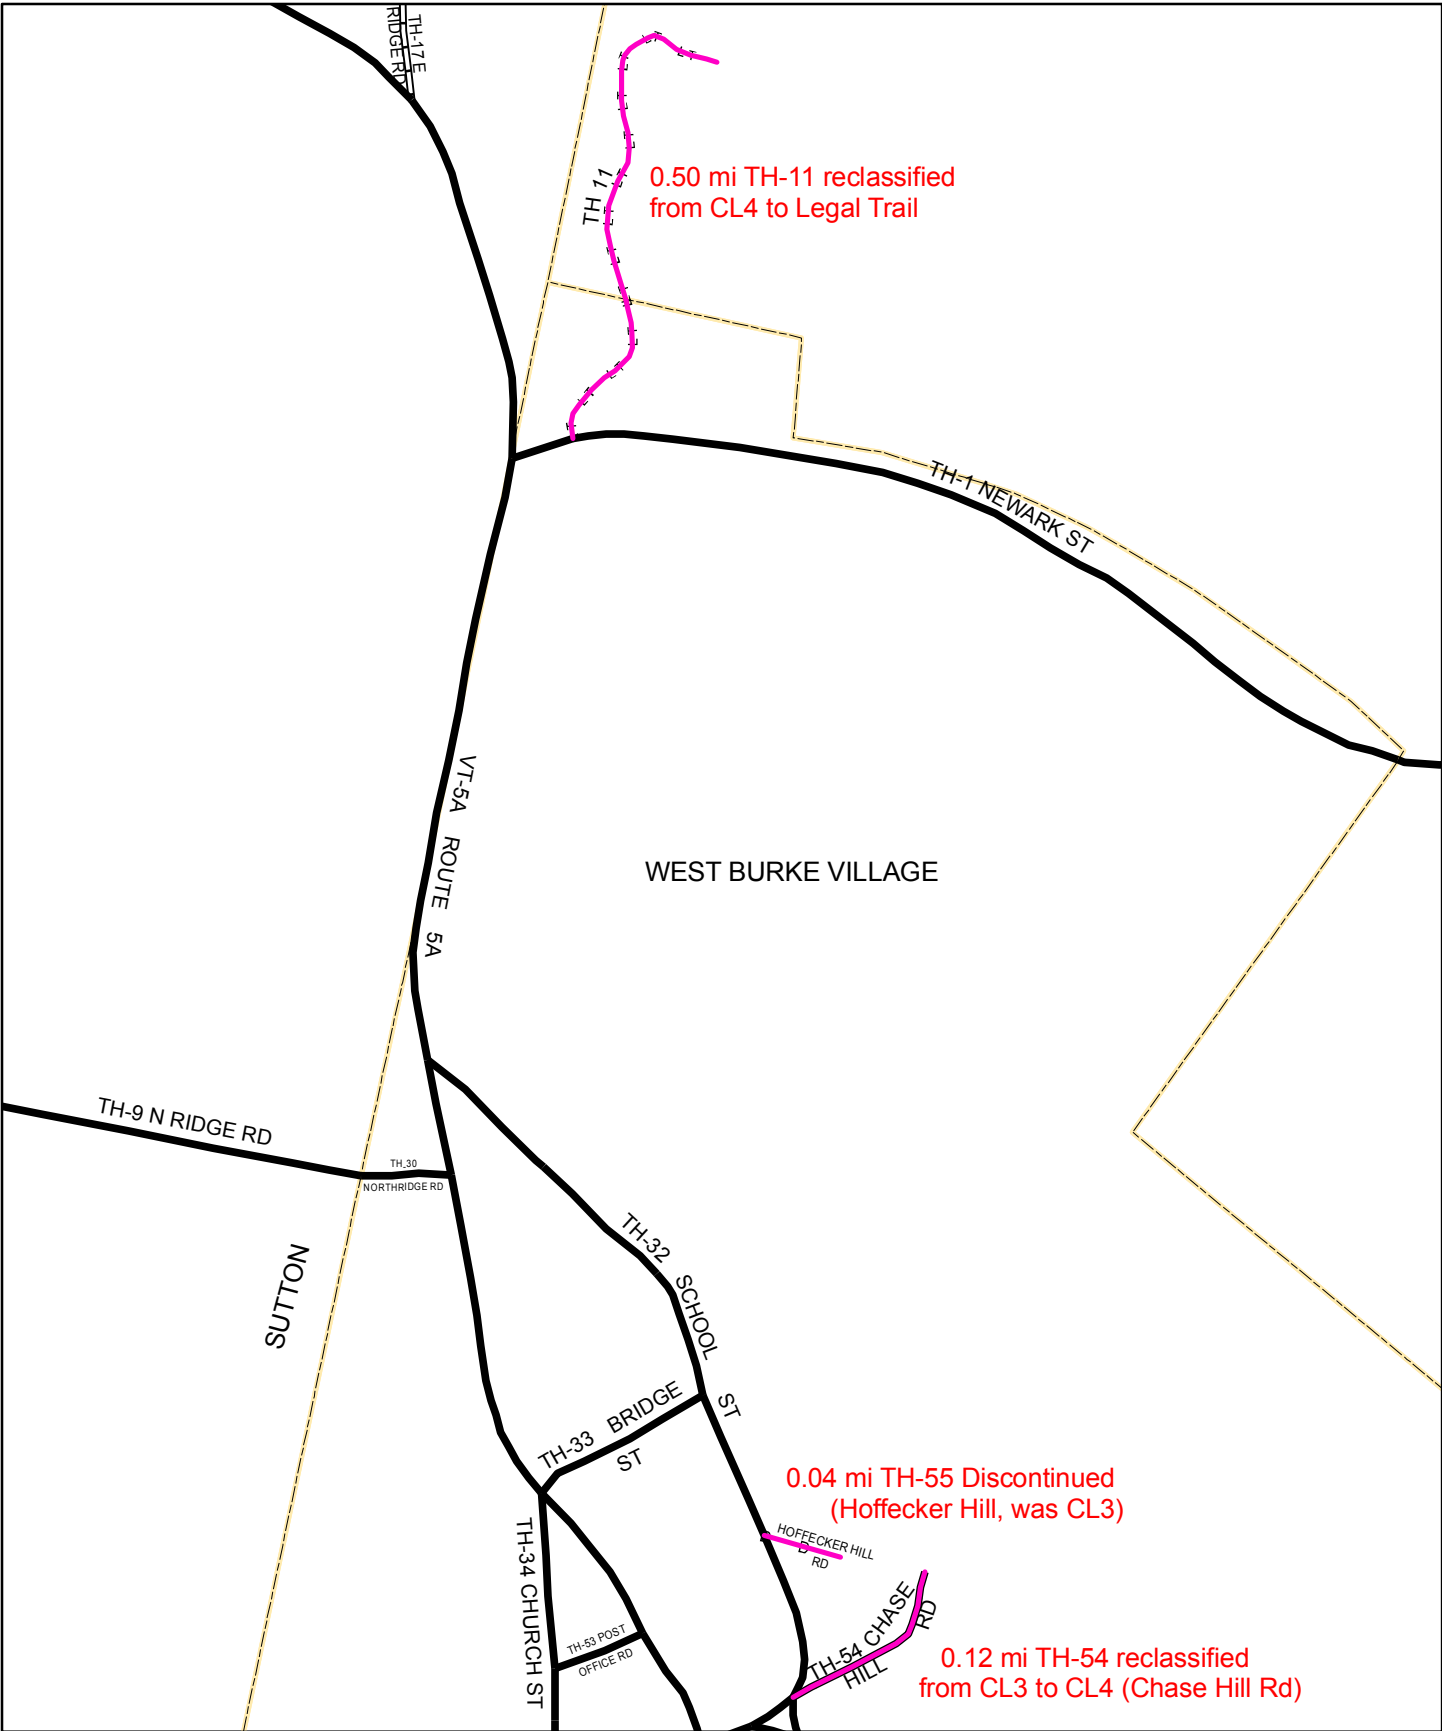 TH-17 E
RIDGE RD
TH 11
0.50 mi TH-11 reclassified
from CL4 to Legal Trail
TH-1 NEWARK ST
VT-5A ROUTE 5A
WEST BURKE VILLAGE
TH-9 N RIDGE RD
TH 30
NORTHRIDGE RD
SUTTON
TH-32 SCHOOL ST
TH-33 BRIDGE
ST
0.04 mi TH-55 Discontinued
(Hoffecker Hill, was CL3)
HOFFECKER HILL
RD
TH-34 CHURCH ST
TH-53 POST
OFFICE RD
TH-54 CHASE
HILL RD
0.12 mi TH-54 reclassified
from CL3 to CL4 (Chase Hill Rd)